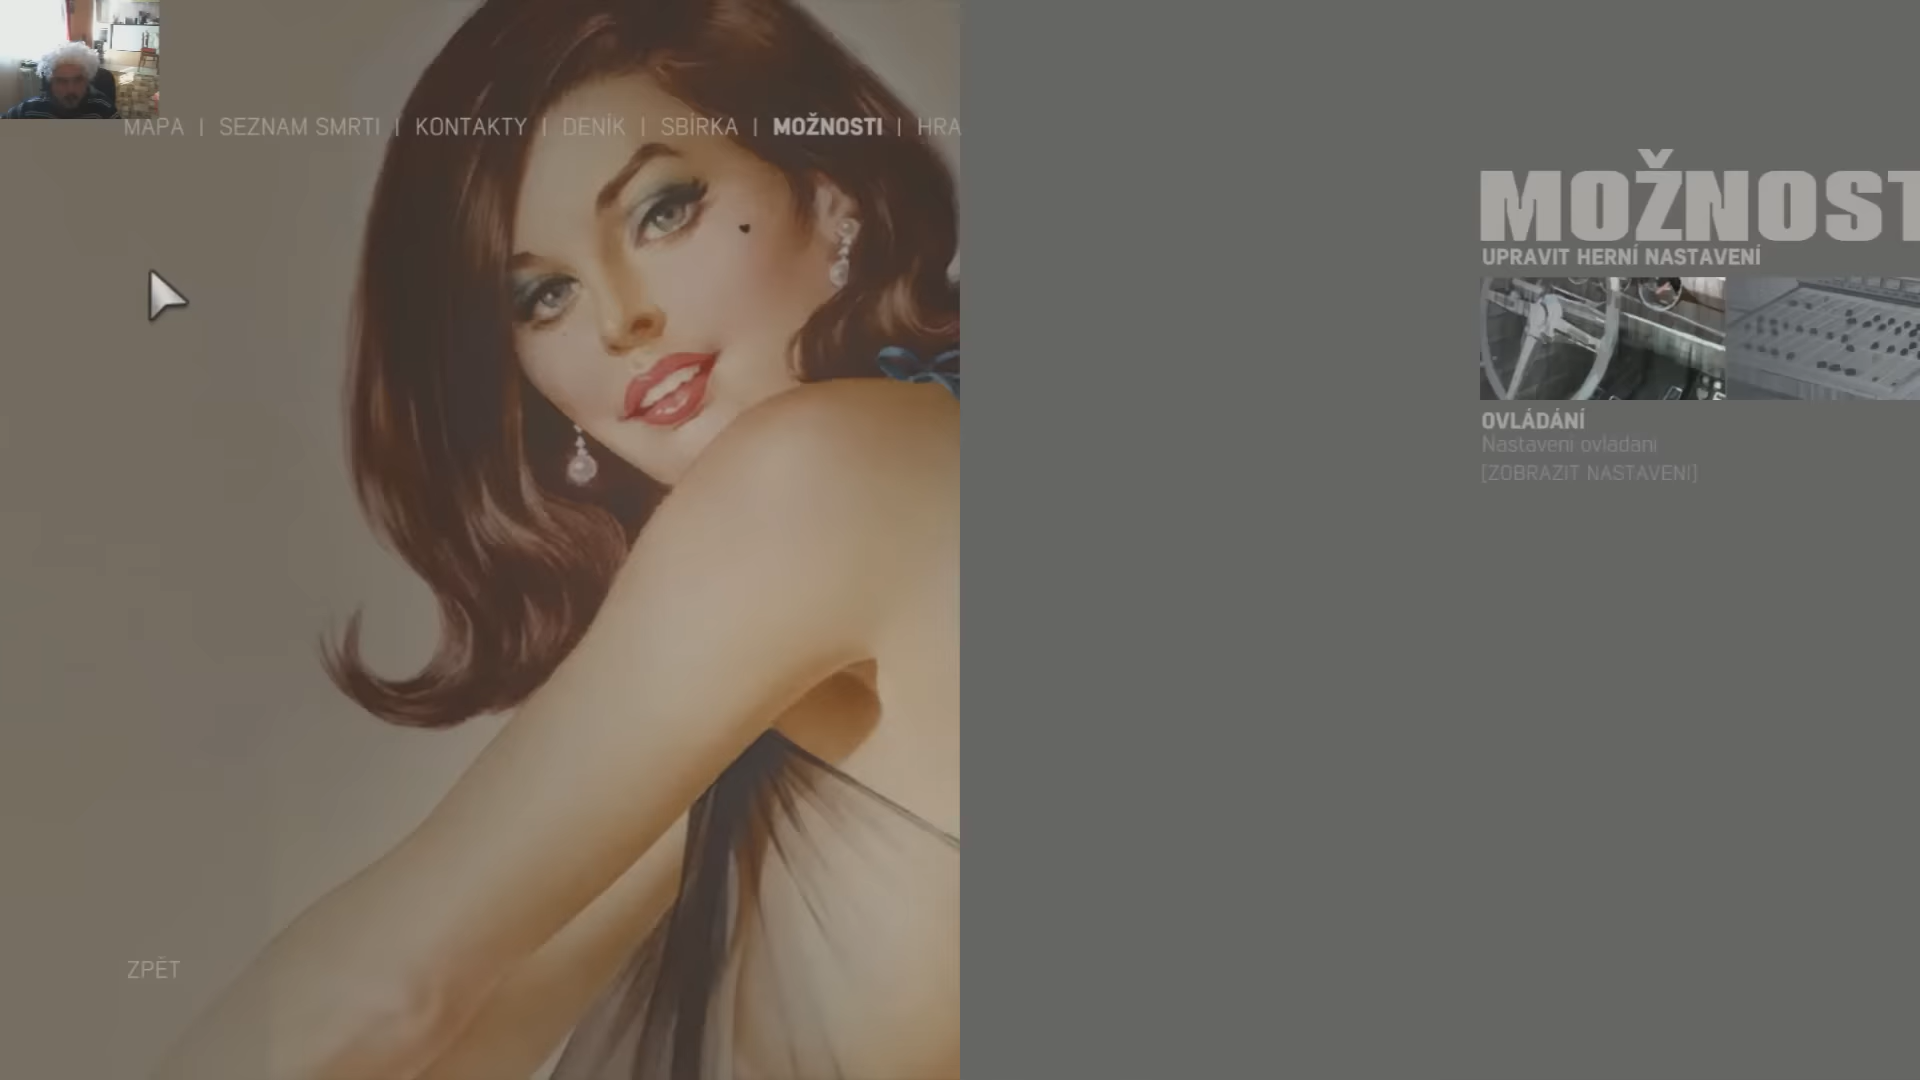 MAPA | SEZNAM SMRTI | KONTAKTY | DENÍK | SBÍRKA | MOŽNOSTI | HRA
MOŽNOST
UPRAVIT HERNÍ NASTAVENÍ
OVLÁDÁNÍ
Nastavení ovládání
[ZOBRAZIT NASTAVENÍ]
ZPĚT